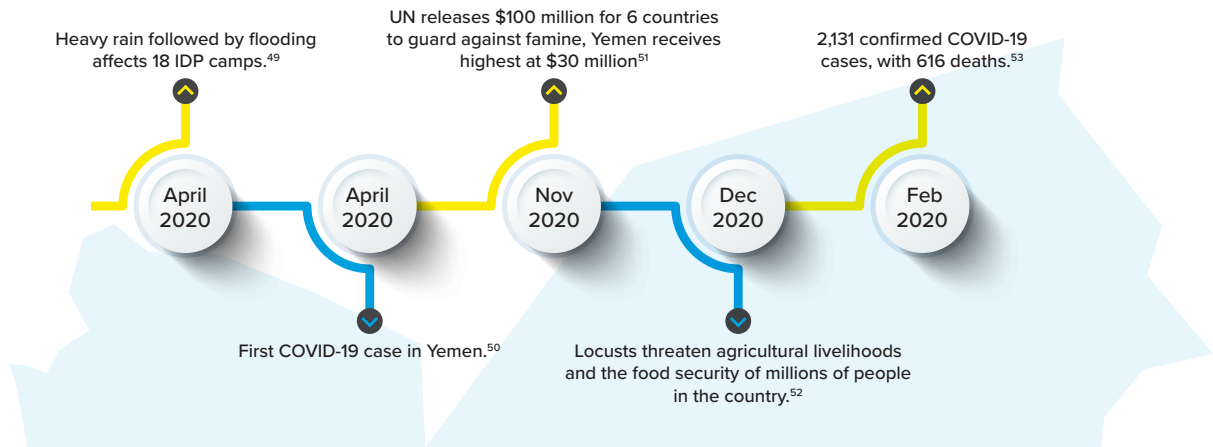 Heavy rain followed by flooding
affects 18 IDP camps.⁴⁹
UN releases $100 million for 6 countries
to guard against famine, Yemen receives
highest at $30 million⁵¹
2,131 confirmed COVID-19
cases, with 616 deaths.⁵³
April
2020
April
2020
Nov
2020
Dec
2020
Feb
2020
First COVID-19 case in Yemen.⁵⁰
Locusts threaten agricultural livelihoods
and the food security of millions of people
in the country.⁵²